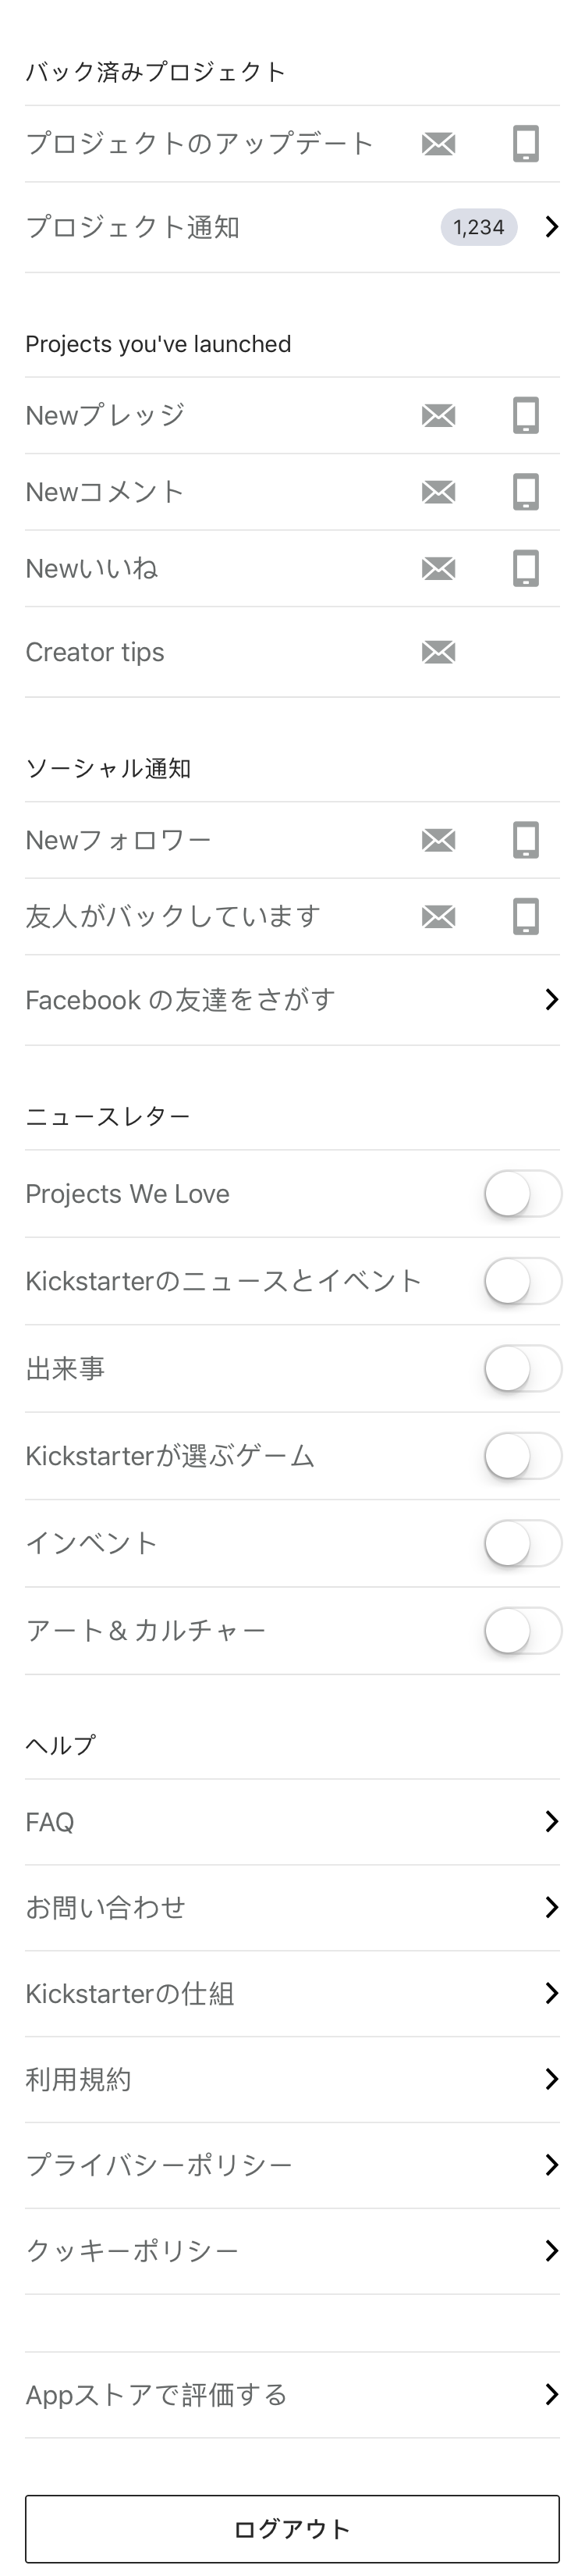 バック済みプロジェクト
プロジェクトのアップデート
プロジェクト通知 1,234
Projects you've launched
Newプレッジ
Newコメント
Newいいね
Creator tips
ソーシャル通知
Newフォロワー
友人がバックしています
Facebook の友達をさがす
ニュースレター
Projects We Love
Kickstarterのニュースとイベント
出来事
Kickstarterが選ぶゲーム
インベント
アート& カルチャー
ヘルプ
FAQ
お問い合わせ
Kickstarterの仕組
利用規約
プライバシーポリシー
クッキーポリシー
Appストアで評価する
ログアウト